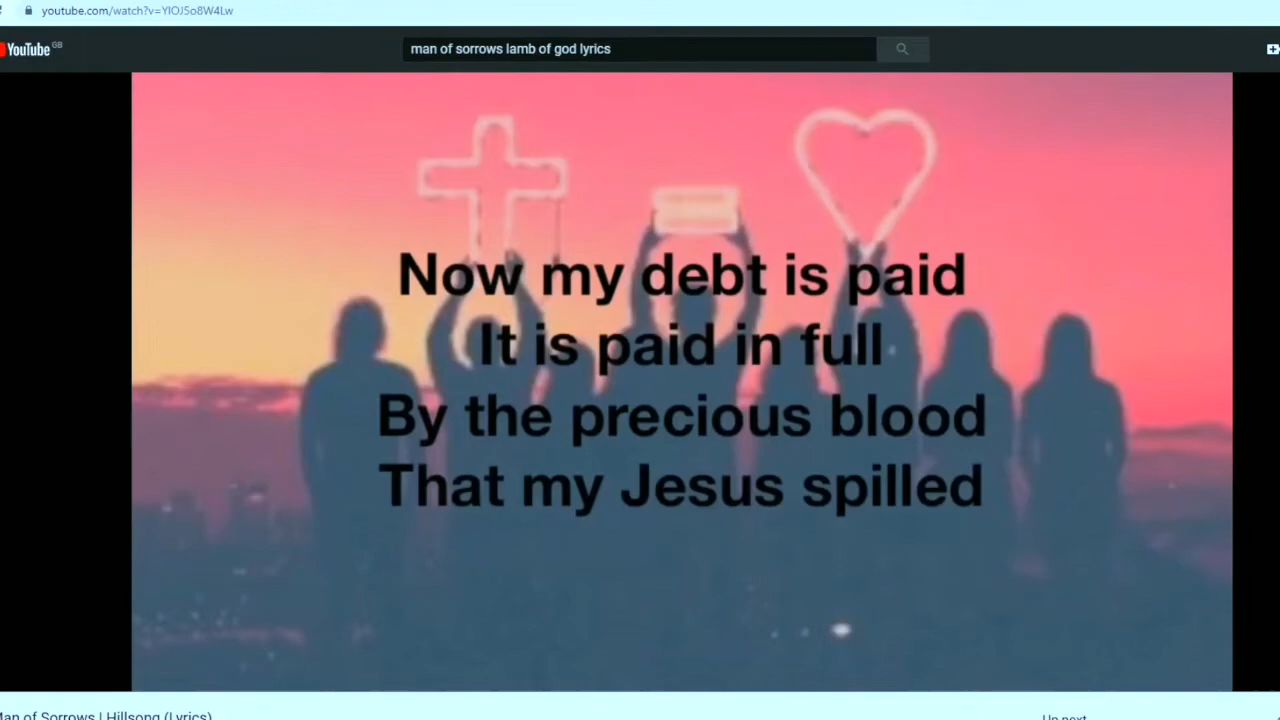 youtube.com/watch?v=YIOJ5o8W4Lw
YouTube GB
man of sorrows lamb of god lyrics
Now my debt is paid
It is paid in full
By the precious blood
That my Jesus spilled
Man of Sorrows | Hillsong (Lyrics)
Up next